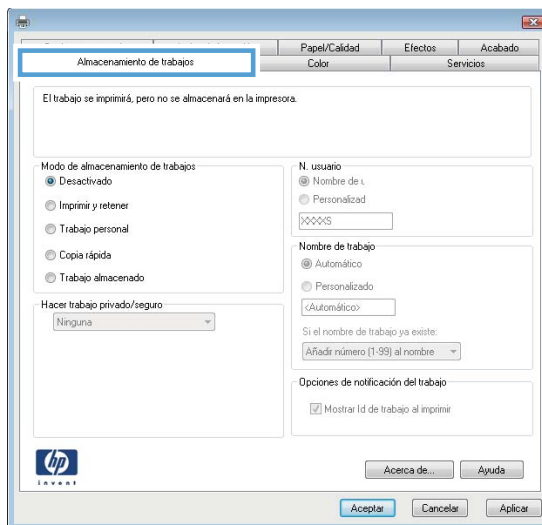 Papel/Calidad
Efectos
Acabado
Almacenamiento de trabajos
Color
Servicios
El trabajo se imprimirá, pero no se almacenará en la impresora.
Modo de almacenamiento de trabajos
Desactivado
Imprimir y retener
Trabajo personal
Copia rápida
Trabajo almacenado
Hacer trabajo privado/seguro
Ninguna
N. usuario
Nombre de
Personalizad
Nombre de trabajo
Automático
Personalizado
<Automático>
Si el nombre de trabajo ya existe:
Añadir número (1-99) al nombre
Opciones de notificación del trabajo
Mostrar Id de trabajo al imprimir
hp
invent
Acerca de...
Ayuda
Aceptar
Cancelar
Aplicar